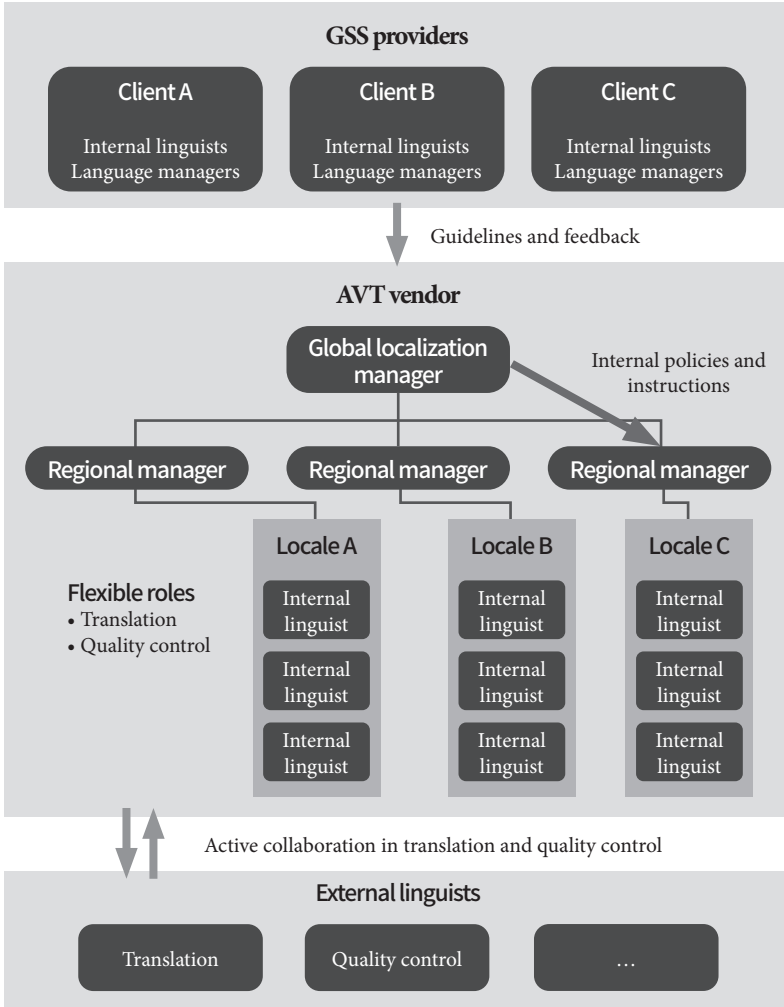 GSS providers
Client A
Internal linguists
Language managers
Client B
Internal linguists
Language managers
Client C
Internal linguists
Language managers
Guidelines and feedback
AVT vendor
Global localization
manager
Internal policies and
instructions
Regional manager
Regional manager
Regional manager
Flexible roles
• Translation
• Quality control
Locale A
Internal
linguist
Internal
linguist
Internal
linguist
Locale B
Internal
linguist
Internal
linguist
Internal
linguist
Locale C
Internal
linguist
Internal
linguist
Internal
linguist
Active collaboration in translation and quality control
External linguists
Translation
Quality control
…